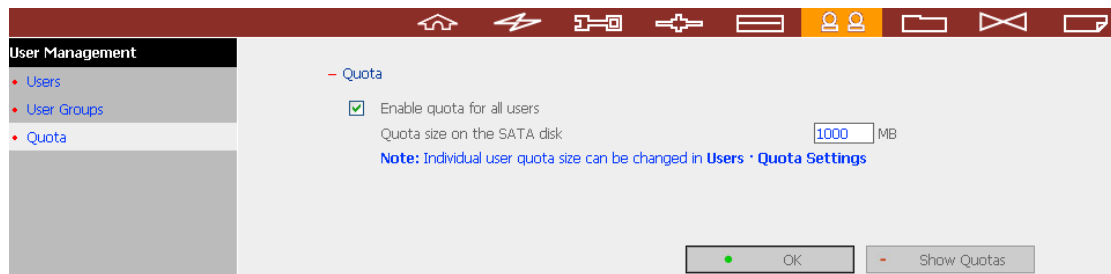 User Management
Users
User Groups
Quota
– Quota
Enable quota for all users
Quota size on the SATA disk 1000 MB
Note: Individual user quota size can be changed in Users · Quota Settings
OK
Show Quotas